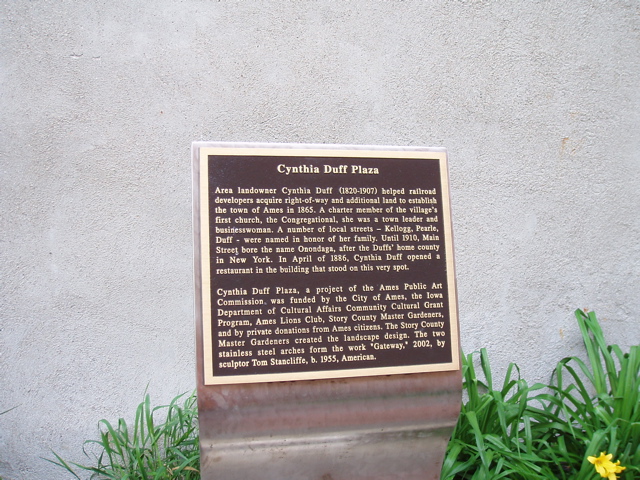 Cynthia Duff Plaza
Area landowner Cynthia Duff (1820-1907) helped railroad
developers acquire right-of-way and additional land to establish
the town of Ames in 1865. A charter member of the village's
first church, the Congregational, she was a town leader and
businesswoman. A number of local streets – Kellogg, Pearle,
Duff - were named in honor of her family. Until 1910, Main
Street bore the name Onondaga, after the Duffs' home county
in New York. In April of 1886, Cynthia Duff opened a
restaurant in the building that stood on this very spot.
Cynthia Duff Plaza, a project of the Ames Public Art
Commission, was funded by the City of Ames, the Iowa
Department of Cultural Affairs Community Cultural Grant
Program, Ames Lions Club, Story County Master Gardeners,
and by private donations from Ames citizens. The Story County
Master Gardeners created the landscape design. The two
stainless steel arches form the work "Gateway," 2002, by
sculptor Tom Stancliffe, b. 1955, American.